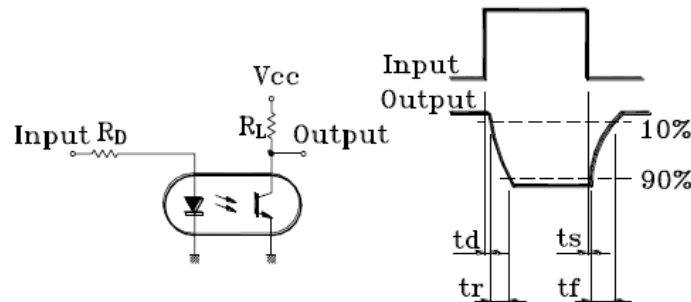 Vcc
Input RD RL Output
Input
Output
10%
90%
td ts
tr tf